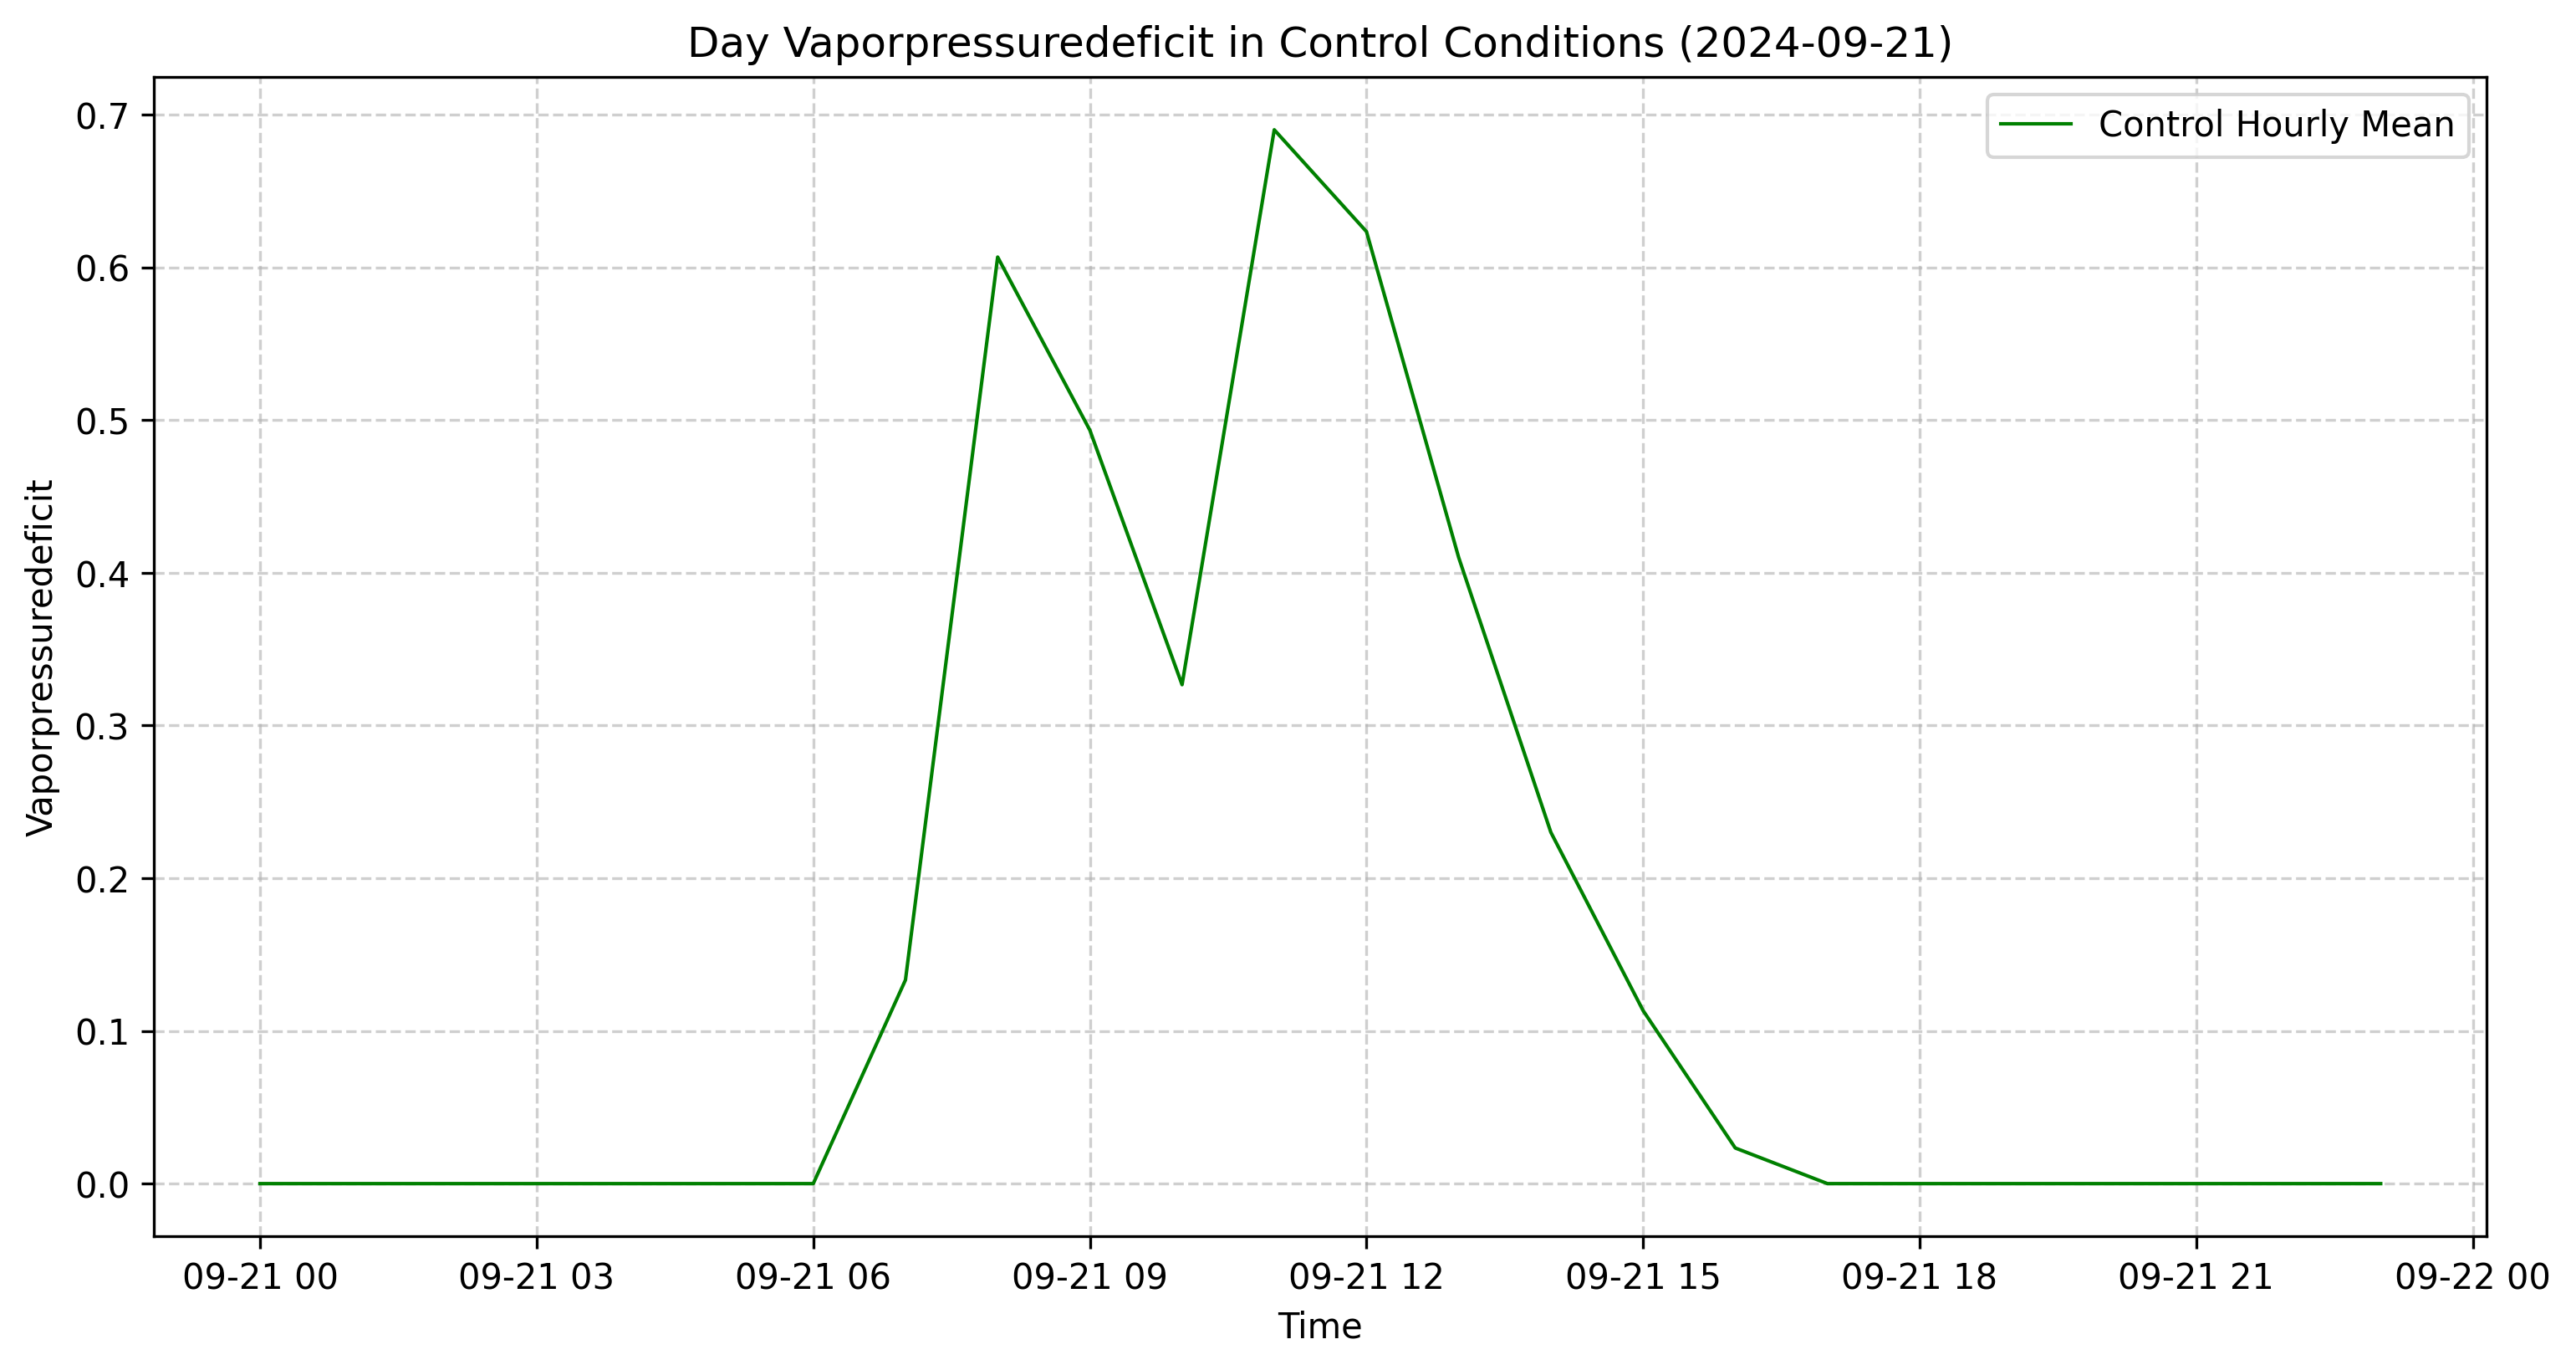 Day Vaporpressuredeficit in Control Conditions (2024-09-21)
Control Hourly Mean
Vaporpressuredeficit
0.7
0.6
0.5
0.4
0.3
0.2
0.1
0.0
09-21 00 09-21 03 09-21 06 09-21 09 09-21 12 09-21 15 09-21 18 09-21 21 09-22 00
Time